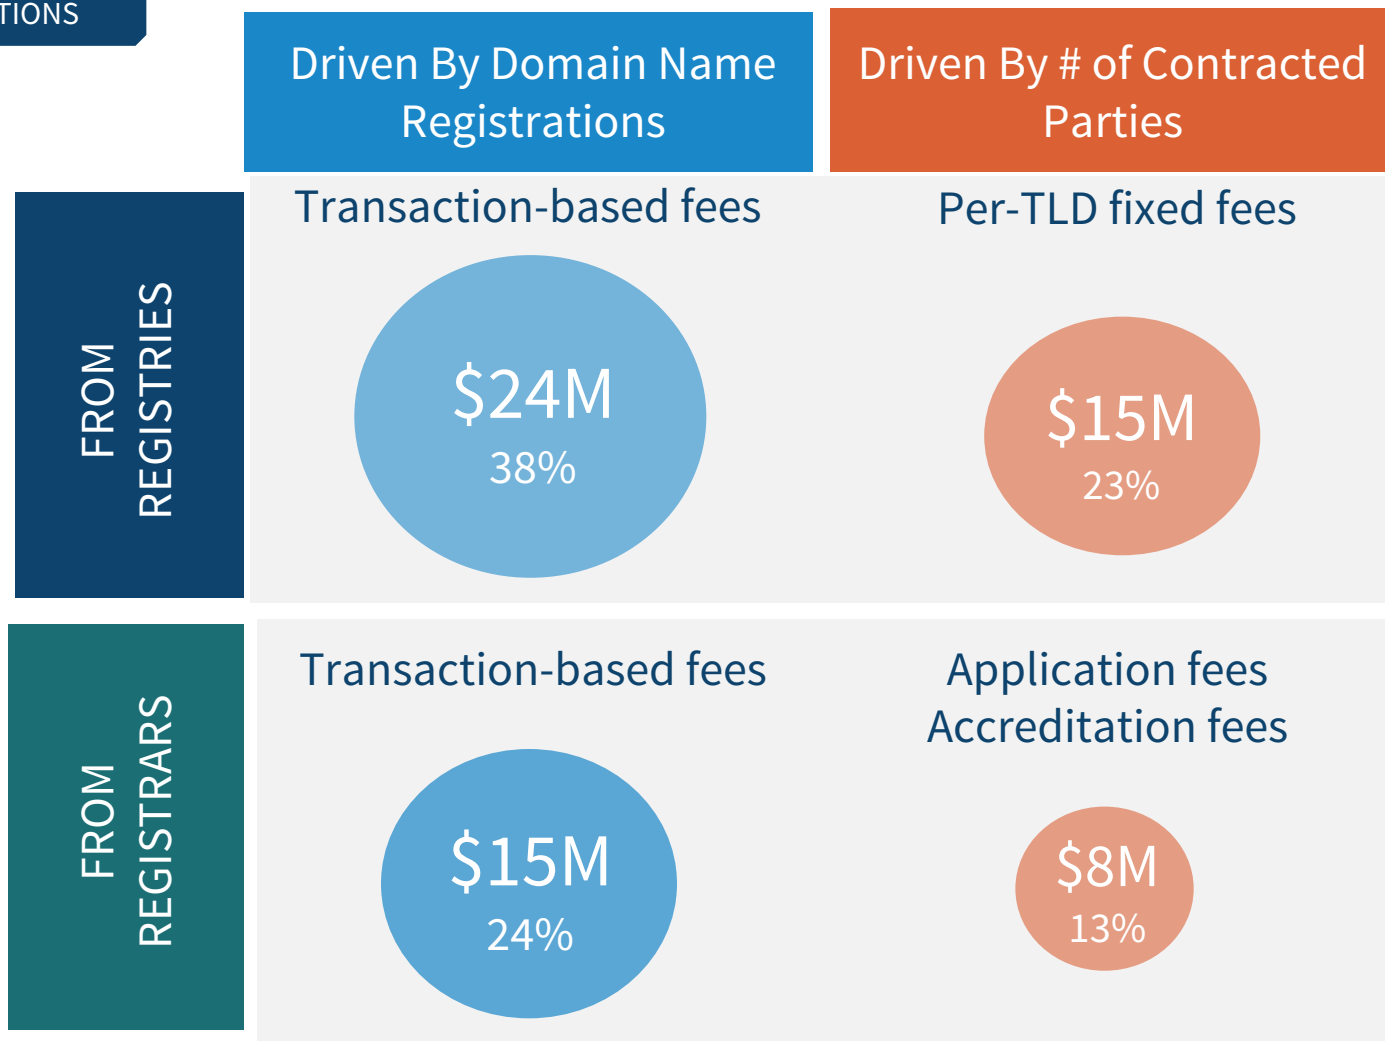 TIONS
Driven By Domain Name
Registrations
Driven By # of Contracted
Parties
FROM
REGISTRIES
Transaction-based fees
$24M
38%
Per-TLD fixed fees
$15M
23%
FROM
REGISTRARS
Transaction-based fees
$15M
24%
Application fees
Accreditation fees
$8M
13%